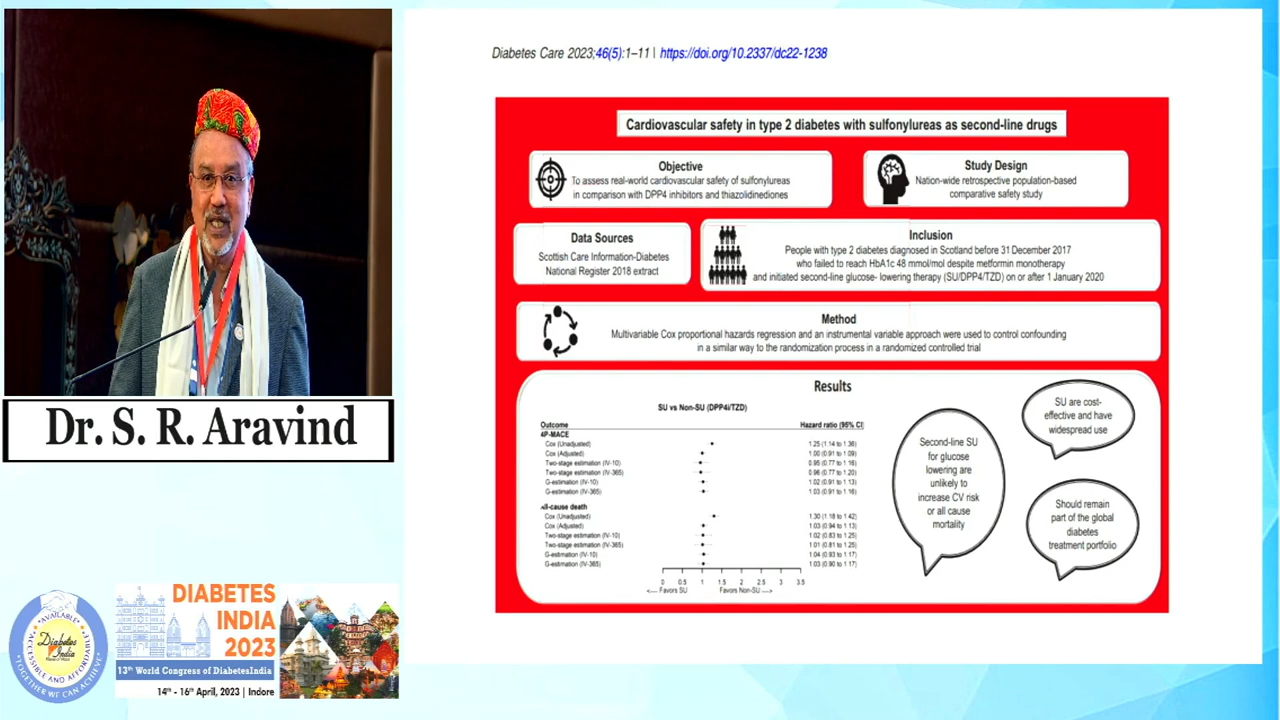 Diabetes Care 2023;46(5):1–11 | https://doi.org/10.2337/dc22-1238
Cardiovascular safety in type 2 diabetes with sulfonylureas as second-line drugs
Objective
To assess real-world cardiovascular safety of sulfonylureas
in comparison with DPP4 inhibitors and thiazolidinediones
Study Design
Nation-wide retrospective population-based
comparative safety study
Data Sources
Scottish Care Information-Diabetes
National Register 2018 extract
Inclusion
People with type 2 diabetes diagnosed in Scotland before 31 December 2017
who failed to reach HbA1c 48 mmol/mol despite metformin monotherapy
and initiated second-line glucose- lowering therapy (SU/DPP4/TZD) on or after 1 January 2020
Method
Multivariable Cox proportional hazards regression and an instrumental variable approach were used to control confounding
in a similar way to the randomization process in a randomized controlled trial
Results
SU vs Non-SU (DPP4i/TZD)
Outcome Hazard ratio (95% CI)
4P-MACE
Cox (Unadjusted) 1.25 (1.14 to 1.36)
Cox (Adjusted) 1.00 (0.91 to 1.09)
Two-stage estimation (IV-10) 0.95 (0.77 to 1.16)
Two-stage estimation (IV-365) 0.96 (0.77 to 1.20)
G-estimation (IV-10) 1.02 (0.91 to 1.13)
G-estimation (IV-365) 1.03 (0.91 to 1.16)
All-cause death
Cox (Unadjusted) 1.30 (1.18 to 1.42)
Cox (Adjusted) 1.03 (0.94 to 1.13)
Two-stage estimation (IV-10) 1.02 (0.83 to 1.25)
Two-stage estimation (IV-365) 1.01 (0.81 to 1.25)
G-estimation (IV-10) 1.04 (0.93 to 1.17)
G-estimation (IV-365) 1.03 (0.90 to 1.17)
0 0.5 1 1.5 2 2.5 3 3.5
<--- Favors SU Favors Non-SU --->
Second-line SU
for glucose
lowering are
unlikely to
increase CV risk
or all cause
mortality
SU are cost-
effective and have
widespread use
Should remain
part of the global
diabetes
treatment portfolio
Dr. S. R. Aravind
AVAILABLE
ACCESSIBLE AND AFFORDABLE
Diabetes
India
TOGETHER WE CAN ACHIEVE
DIABETES
INDIA
2023
13th World Congress of DiabetesIndia
14th - 16th April, 2023 | Indore